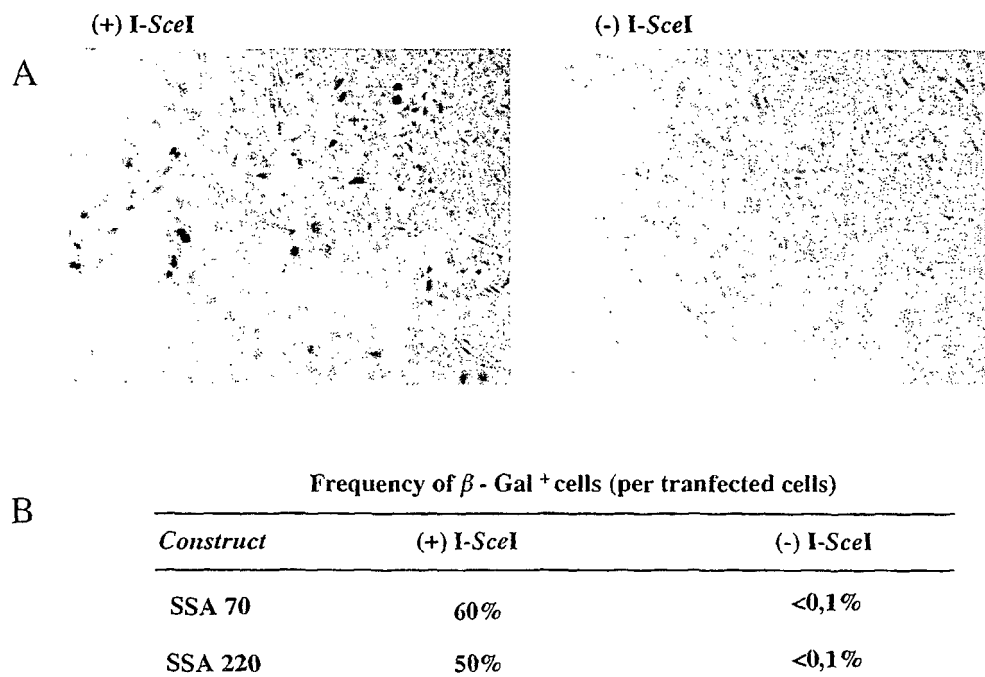 (+) I-SceI (-) I-SceI
A
B
Frequency of β - Gal + cells (per tranfected cells)
Construct (+) I-SceI (-) I-SceI
SSA 70 60% <0,1%
SSA 220 50% <0,1%